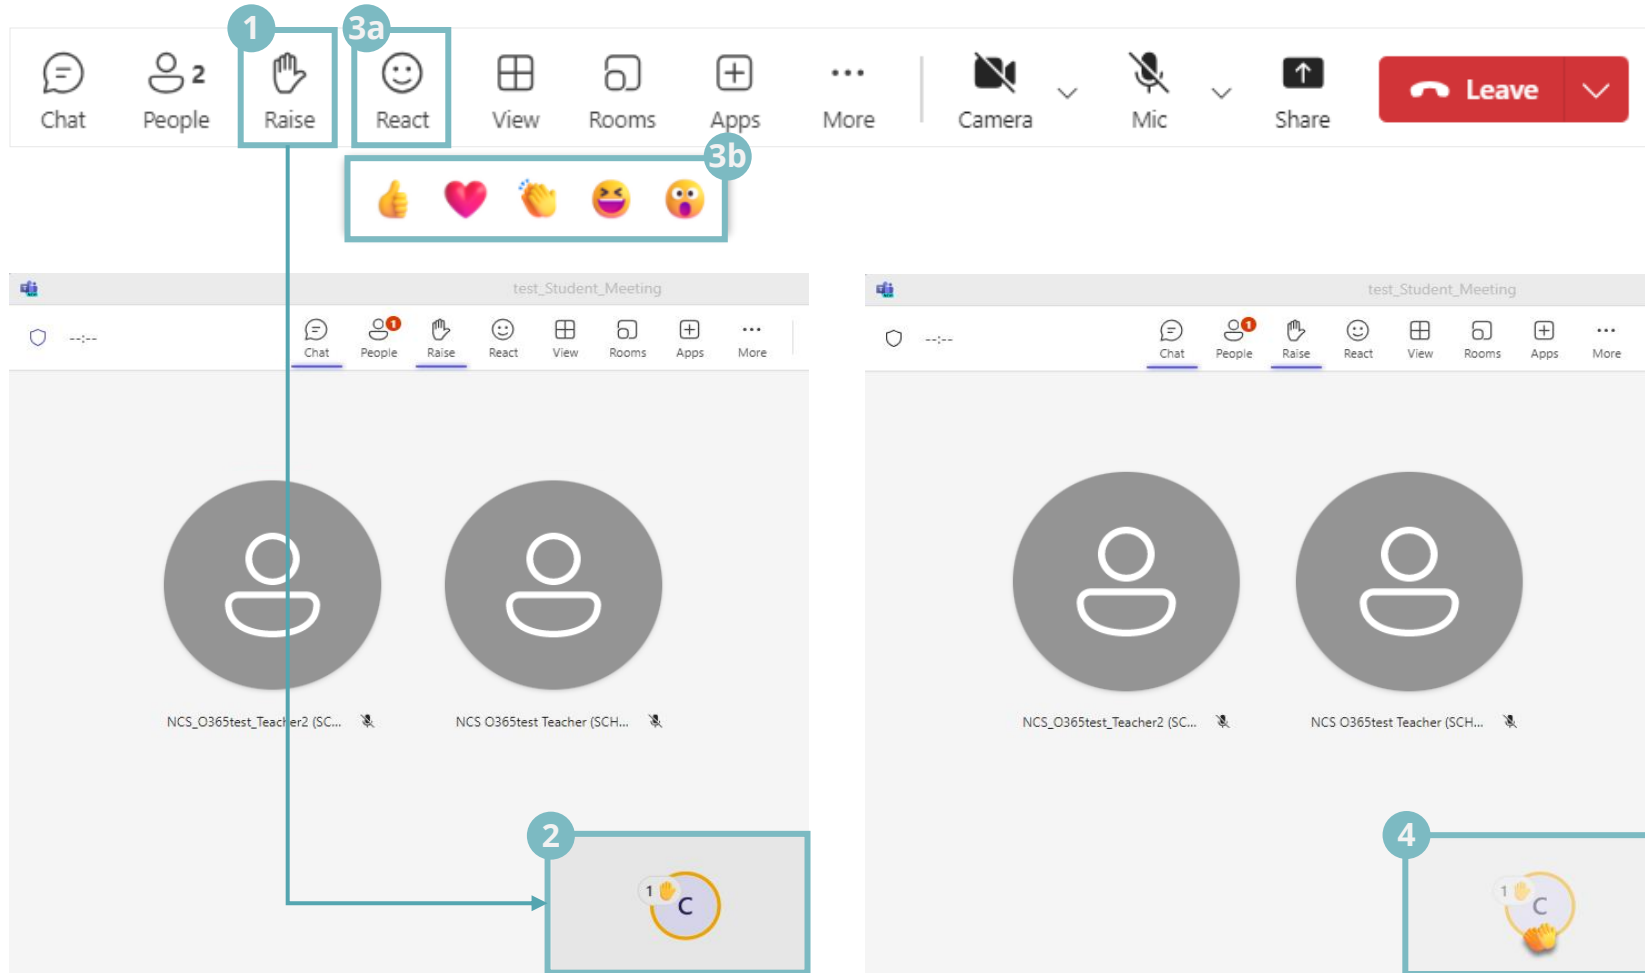 1
3a
Chat
2
People
Raise
React
View
Rooms
Apps
More
Camera
Mic
Share
Leave
3b
test_Student_Meeting
--:--
Chat
1
People
Raise
React
View
Rooms
Apps
More
NCS_O365test_Teacher2 (SC...
NCS O365test Teacher (SCH...
2
1
C
test_Student_Meeting
--:--
Chat
1
People
Raise
React
View
Rooms
Apps
More
NCS_O365test_Teacher2 (SC...
NCS O365test Teacher (SCH...
4
1
C